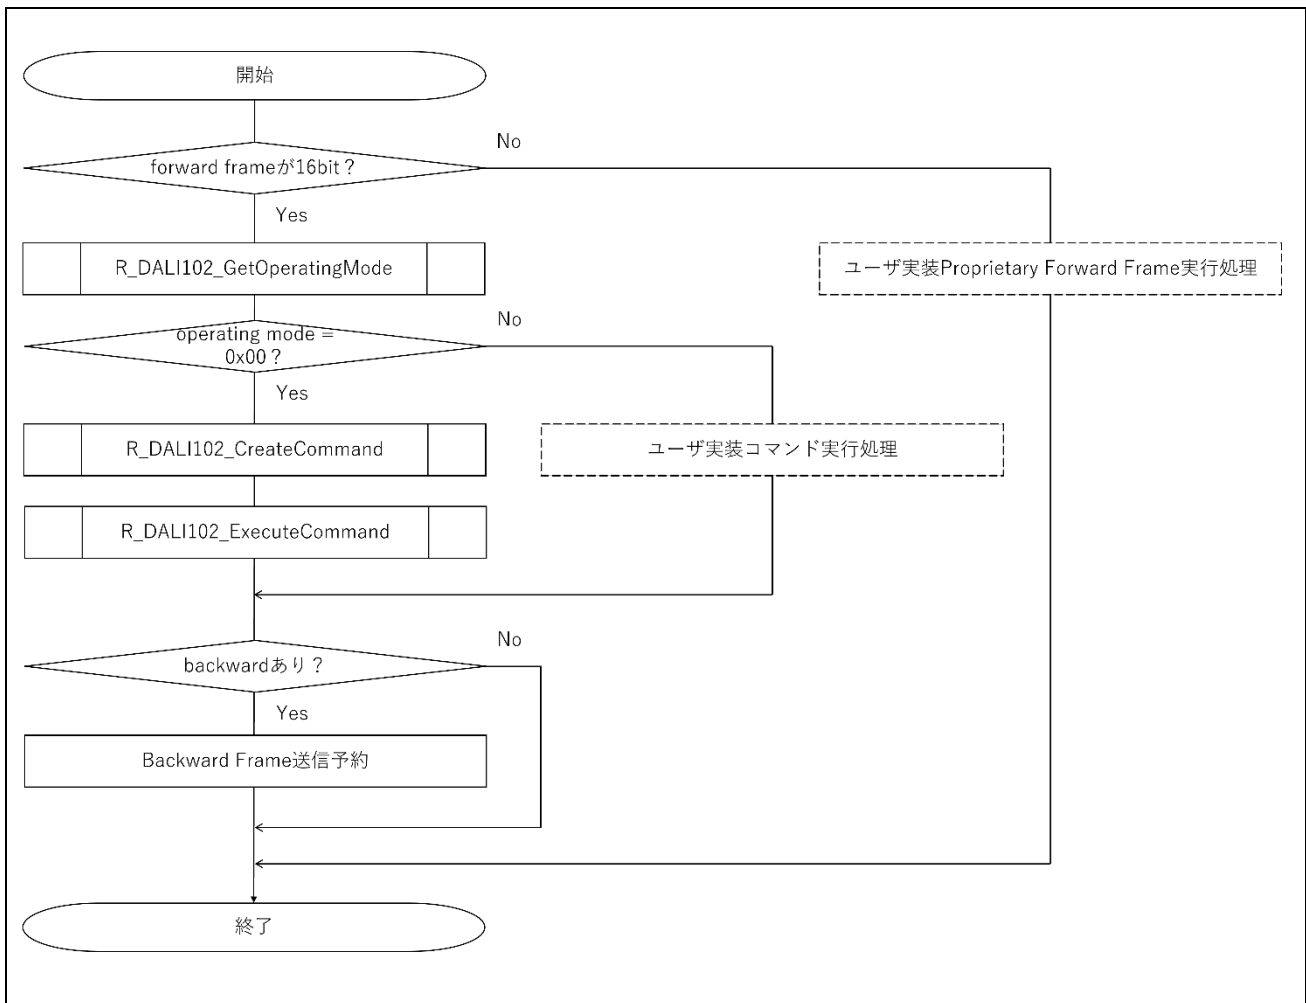 開始
No
forward frameが16bit？
Yes
R_DALI102_GetOperatingMode
ユーザ実装Proprietary Forward Frame実行処理
No
operating mode =
0x00？
Yes
R_DALI102_CreateCommand
ユーザ実装コマンド実行処理
R_DALI102_ExecuteCommand
No
backwardあり？
Yes
Backward Frame送信予約
終了